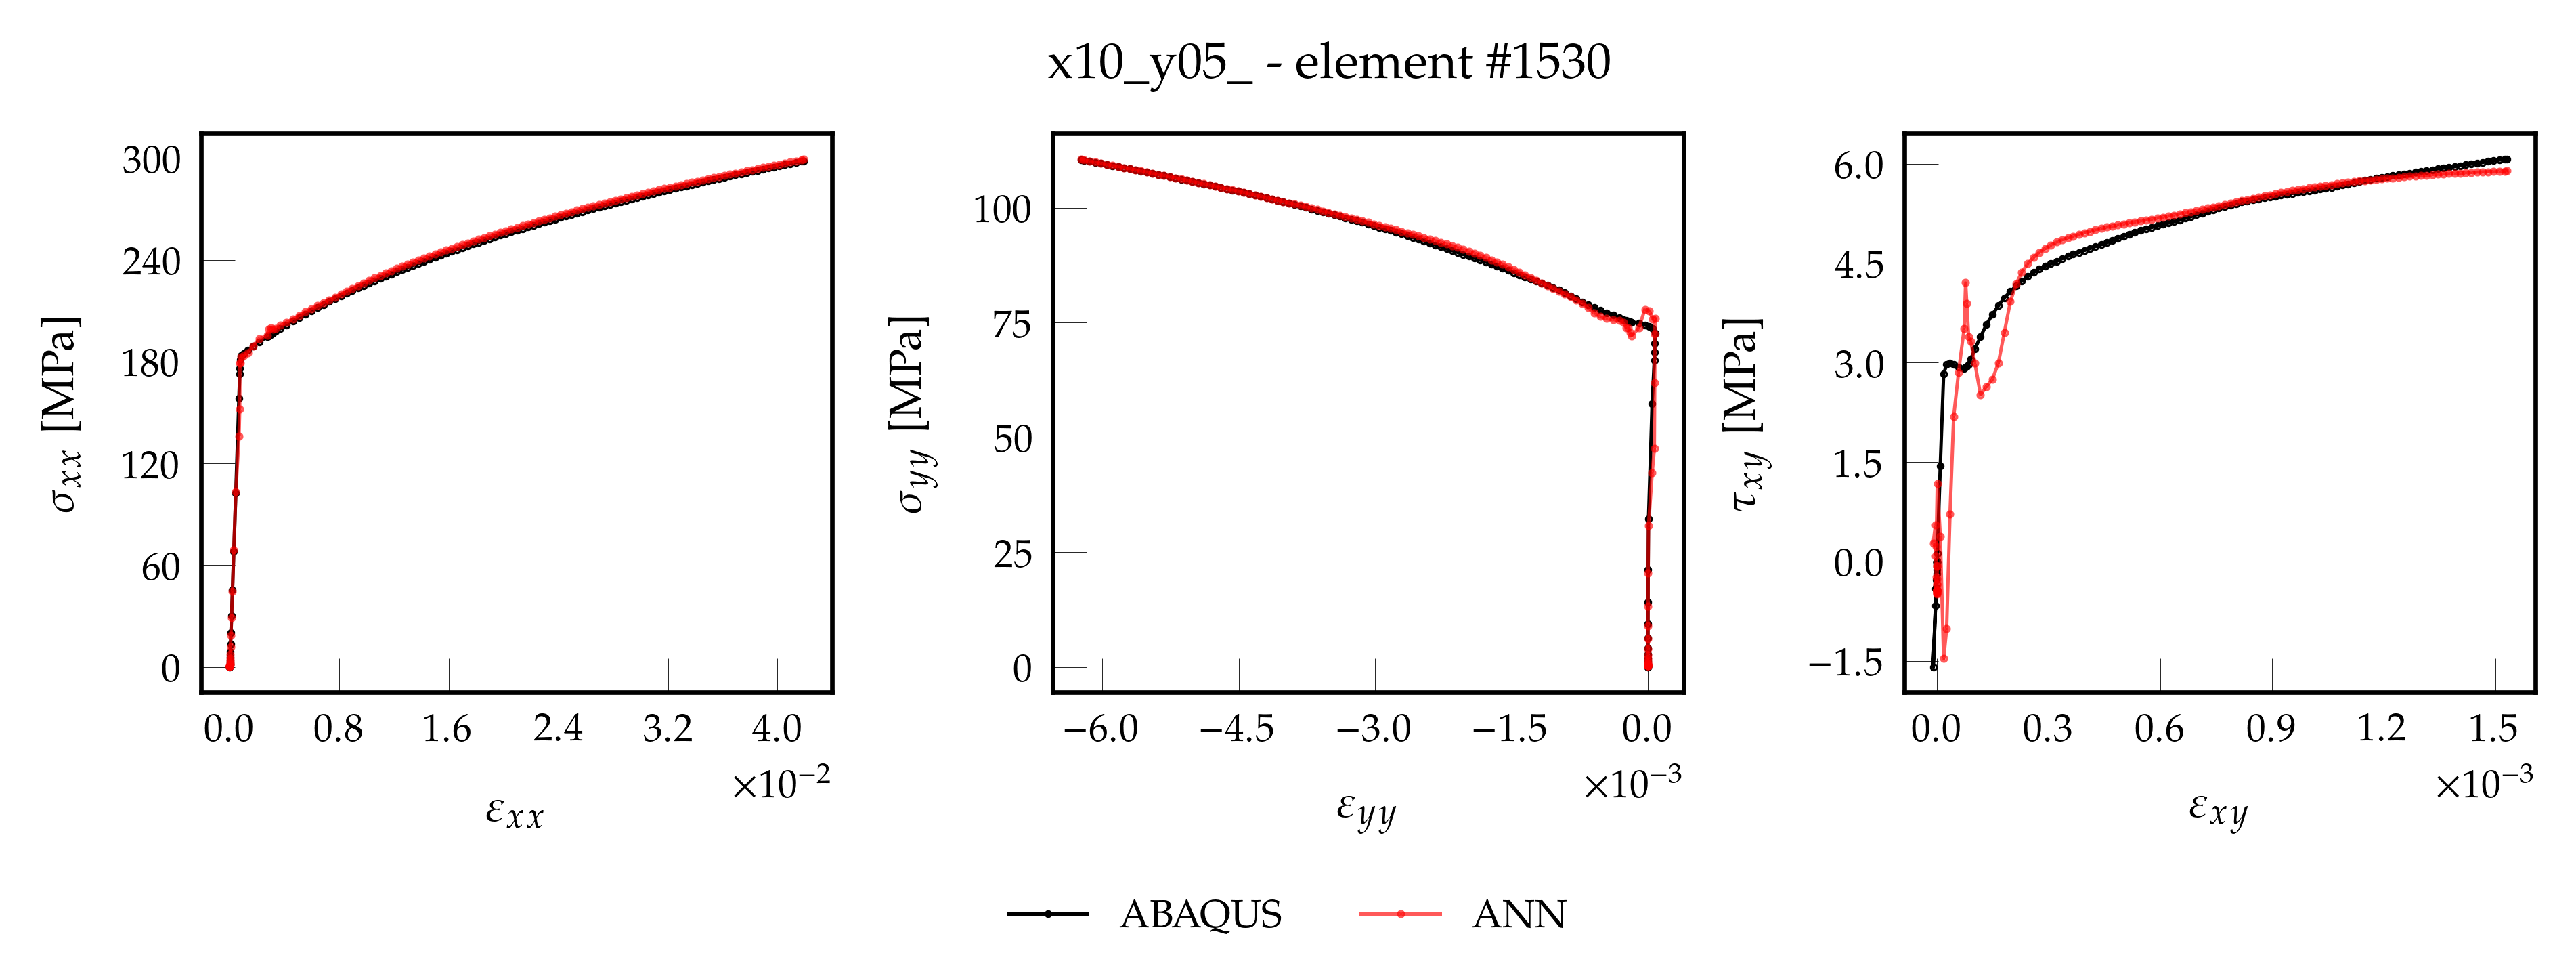 x10_y05_ - element #1530
σxx [MPa]
300
240
180
120
60
0
0.0 0.8 1.6 2.4 3.2 4.0
×10−2
εxx
σyy [MPa]
100
75
50
25
0
−6.0 −4.5 −3.0 −1.5 0.0
×10−3
εyy
τxy [MPa]
6.0
4.5
3.0
1.5
0.0
−1.5
0.0 0.3 0.6 0.9 1.2 1.5
×10−3
εxy
ABAQUS ANN